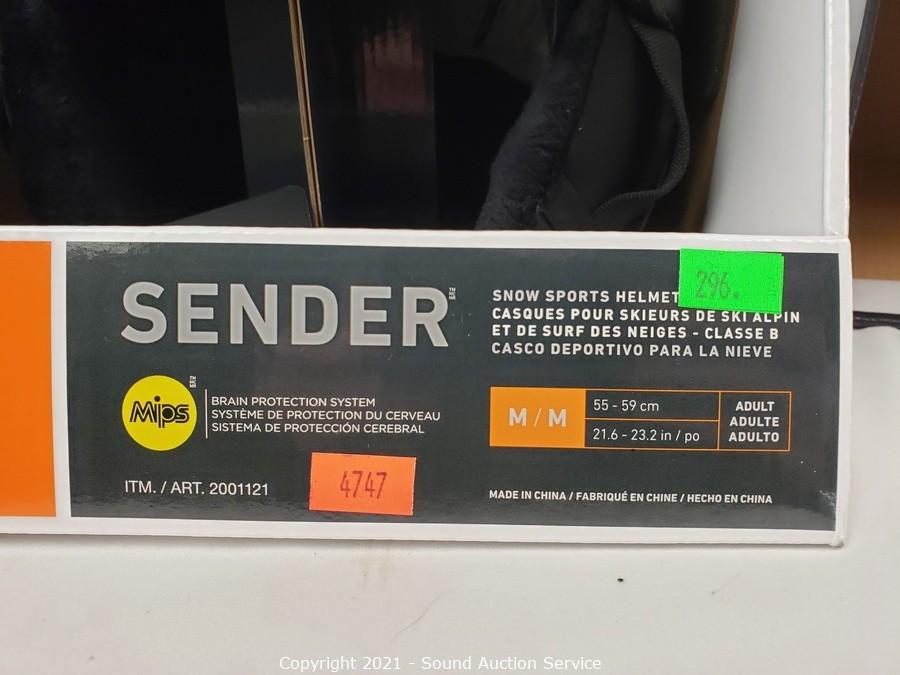 SENDER
SNOW SPORTS HELMET
296.
CASQUES POUR SKIEURS DE SKI ALPIN
ET DE SURF DES NEIGES - CLASSE B
CASCO DEPORTIVO PARA LA NIEVE
Mips
BRAIN PROTECTION SYSTEM
SYSTÈME DE PROTECTION DU CERVEAU
SISTEMA DE PROTECCIÓN CEREBRAL
M / M
55 - 59 cm
21.6 - 23.2 in / po
ADULT
ADULTE
ADULTO
ITM. / ART. 2001121
4747
MADE IN CHINA / FABRIQUÉ EN CHINE / HECHO EN CHINA
Copyright 2021 - Sound Auction Service